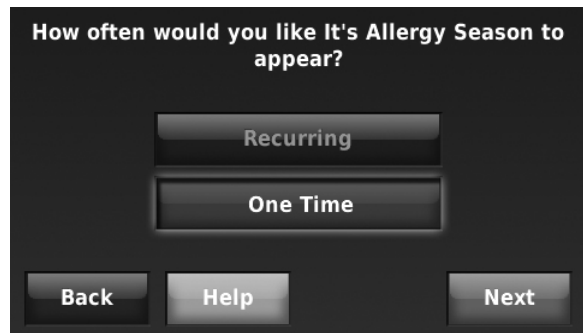 How often would you like It's Allergy Season to
appear?
Recurring
One Time
Back Help Next